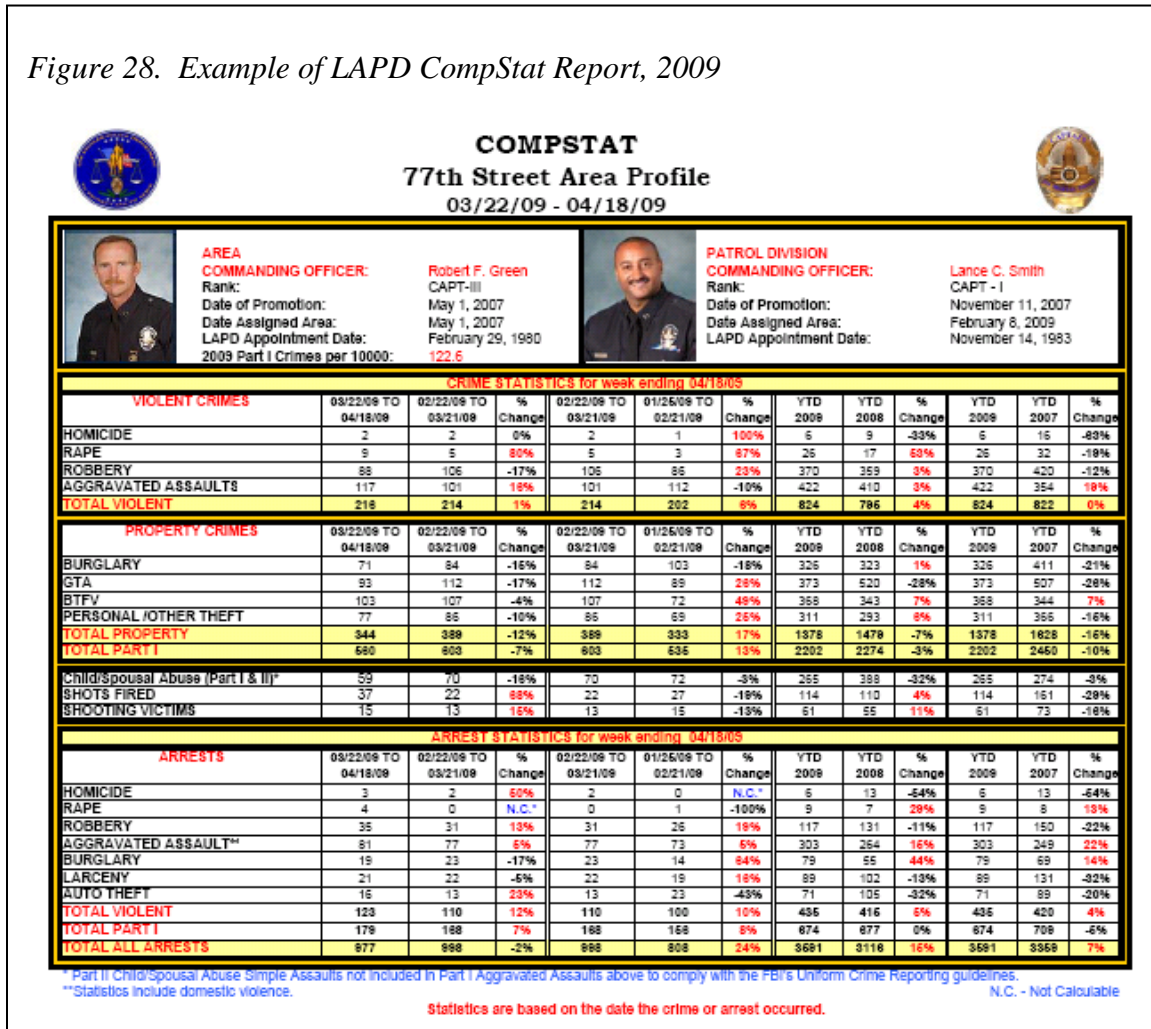 Figure 28. Example of LAPD CompStat Report, 2009
COMPSTAT
77th Street Area Profile
03/22/09 - 04/18/09
AREA
COMMANDING OFFICER: Robert F. Green
Rank: CAPT-III
Date of Promotion: May 1, 2007
Date Assigned Area: May 1, 2007
LAPD Appointment Date: February 29, 1980
2009 Part I Crimes per 10000: 122.6
PATROL DIVISION
COMMANDING OFFICER: Lance C. Smith
Rank: CAPT - I
Date of Promotion: November 11, 2007
Date Assigned Area: February 8, 2009
LAPD Appointment Date: November 14, 1983
CRIME STATISTICS for week ending 04/18/09
VIOLENT CRIMES 03/22/09 TO 02/22/09 TO % 02/22/09 TO 01/25/09 TO % YTD YTD % YTD YTD %
04/18/09 03/21/09 Change 03/21/09 02/21/09 Change 2009 2008 Change 2009 2007 Change
HOMICIDE 2 2 0% 2 1 100% 6 9 -33% 6 16 -63%
RAPE 9 5 80% 5 3 67% 26 17 53% 26 32 -19%
ROBBERY 88 106 -17% 106 86 23% 370 359 3% 370 420 -12%
AGGRAVATED ASSAULTS 117 101 16% 101 112 -10% 422 410 3% 422 354 19%
TOTAL VIOLENT 216 214 1% 214 202 6% 824 795 4% 824 822 0%
PROPERTY CRIMES 03/22/09 TO 02/22/09 TO % 02/22/09 TO 01/25/09 TO % YTD YTD % YTD YTD %
04/18/09 03/21/09 Change 03/21/09 02/21/09 Change 2009 2008 Change 2009 2007 Change
BURGLARY 71 84 -15% 84 103 -18% 326 323 1% 326 411 -21%
GTA 93 112 -17% 112 89 26% 373 520 -28% 373 507 -26%
BTFV 103 107 -4% 107 72 49% 368 343 7% 368 344 7%
PERSONAL /OTHER THEFT 77 86 -10% 86 69 25% 311 293 6% 311 366 -15%
TOTAL PROPERTY 344 389 -12% 389 333 17% 1378 1479 -7% 1378 1628 -15%
TOTAL PART I 560 603 -7% 603 535 13% 2202 2274 -3% 2202 2450 -10%
Child/Spousal Abuse (Part I & II)* 59 70 -16% 70 72 -3% 265 388 -32% 265 274 -3%
SHOTS FIRED 37 22 68% 22 27 -19% 114 110 4% 114 161 -29%
SHOOTING VICTIMS 15 13 15% 13 15 -13% 61 55 11% 61 73 -16%
ARREST STATISTICS for week ending 04/18/09
ARRESTS 03/22/09 TO 02/22/09 TO % 02/22/09 TO 01/25/09 TO % YTD YTD % YTD YTD %
04/18/09 03/21/09 Change 03/21/09 02/21/09 Change 2009 2008 Change 2009 2007 Change
HOMICIDE 3 2 50% 2 0 N.C.* 6 13 -54% 6 13 -54%
RAPE 4 0 N.C.* 0 1 -100% 9 7 29% 9 8 13%
ROBBERY 35 31 13% 31 26 19% 117 131 -11% 117 150 -22%
AGGRAVATED ASSAULT** 81 77 5% 77 73 5% 303 264 15% 303 249 22%
BURGLARY 19 23 -17% 23 14 64% 79 55 44% 79 69 14%
LARCENY 21 22 -5% 22 19 16% 89 102 -13% 89 131 -32%
AUTO THEFT 16 13 23% 13 23 -43% 71 105 -32% 71 89 -20%
TOTAL VIOLENT 123 110 12% 110 100 10% 435 415 5% 435 420 4%
TOTAL PART I 179 168 7% 168 156 8% 674 677 0% 674 709 -5%
TOTAL ALL ARRESTS 977 998 -2% 998 808 24% 3591 3116 15% 3591 3359 7%
* Part II Child/Spousal Abuse Simple Assaults not included in Part I Aggravated Assaults above to comply with the FBI's Uniform Crime Reporting guidelines.
**Statistics include domestic violence. N.C. - Not Calculable
Statistics are based on the date the crime or arrest occurred.